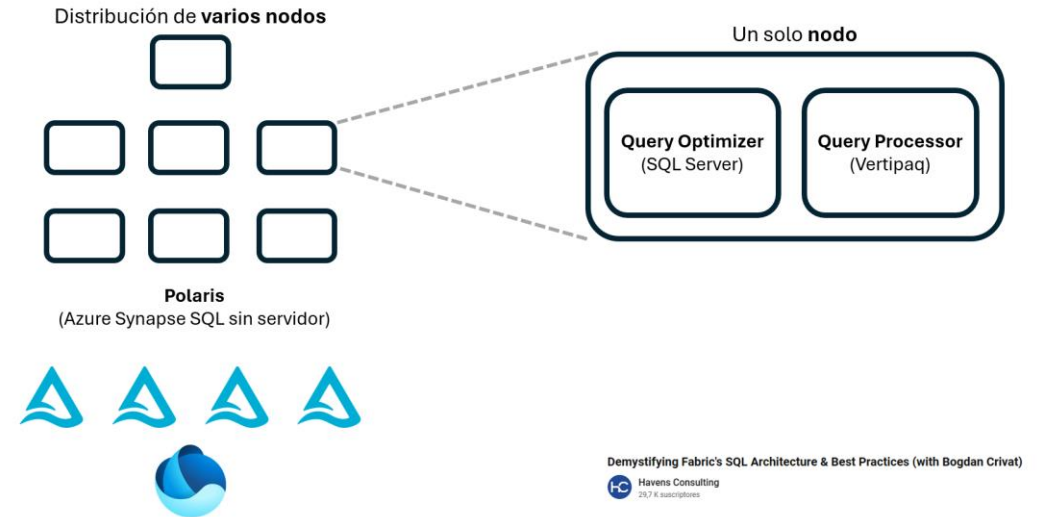 Distribución de varios nodos
Un solo nodo
Query Optimizer
(SQL Server)
Query Processor
(Vertipaq)
Polaris
(Azure Synapse SQL sin servidor)
Demystifying Fabric's SQL Architecture & Best Practices (with Bogdan Crivat)
HC
Havens Consulting
29,7 K suscriptores